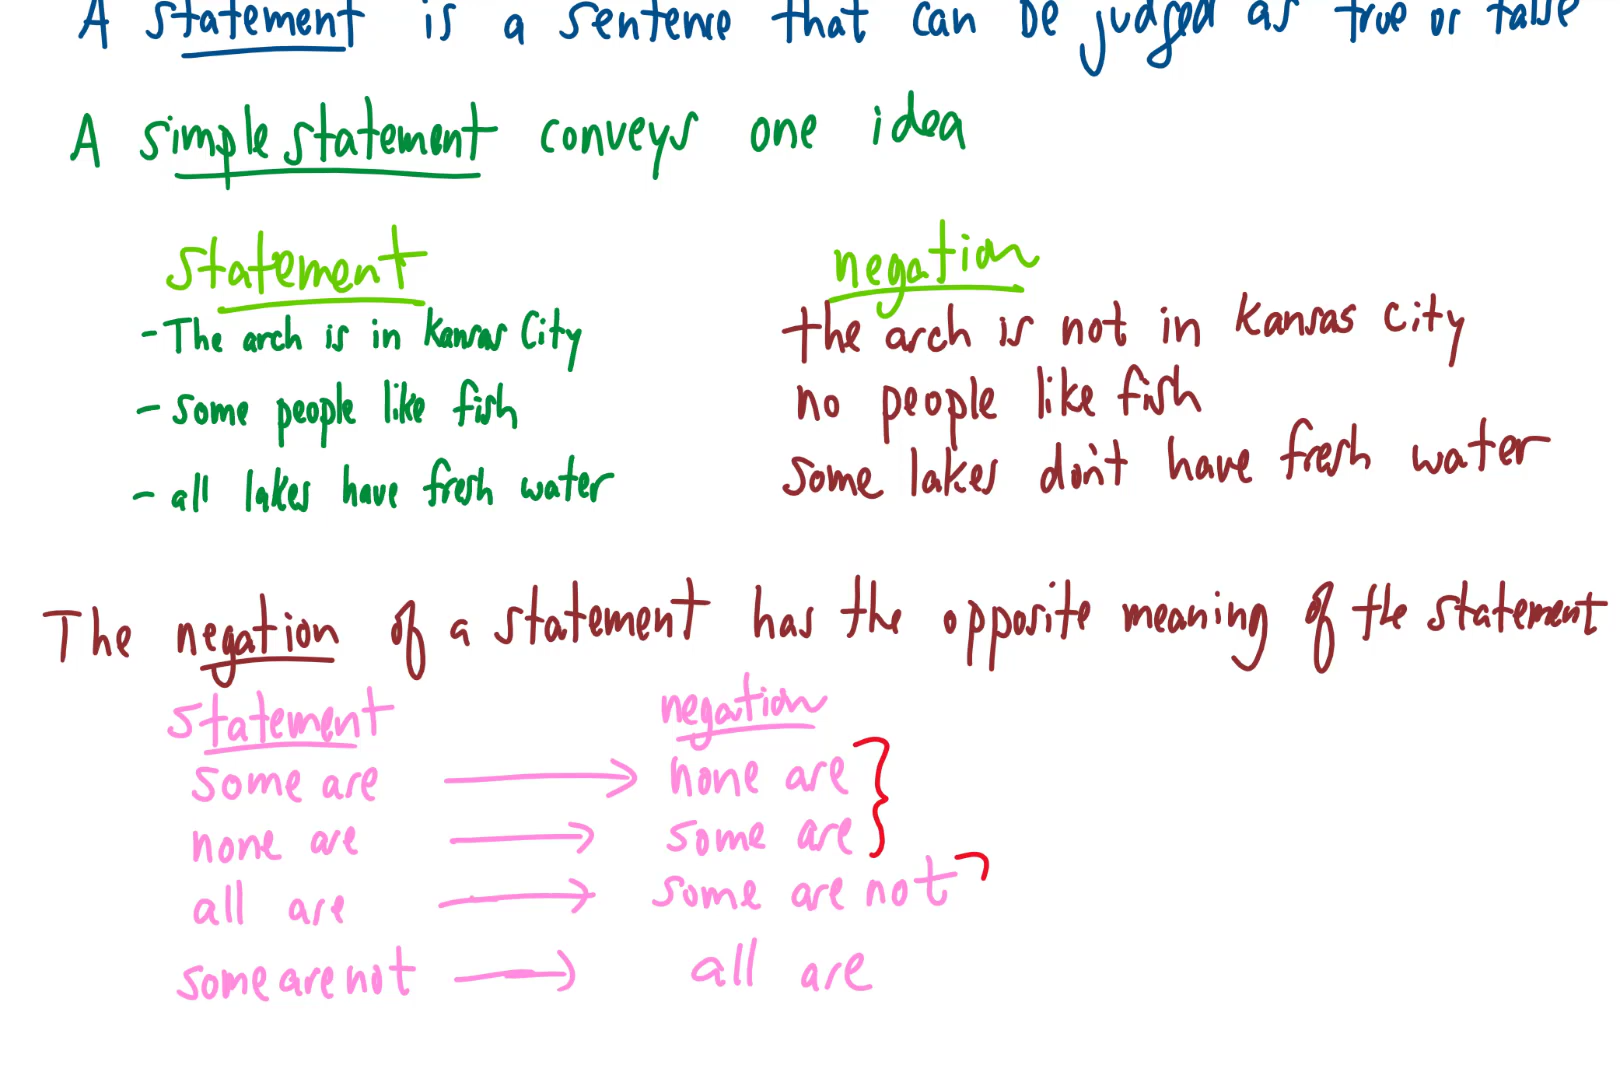 A statement is a sentence that can be judged as true or false
A simple statement conveys one idea
statement negation
- The arch is in Kansas City the arch is not in Kansas City
- some people like fish no people like fish
- all lakes have fresh water some lakes don't have fresh water
The negation of a statement has the opposite meaning of the statement
statement negation
some are → none are
none are → some are
all are → some are not
some are not → all are